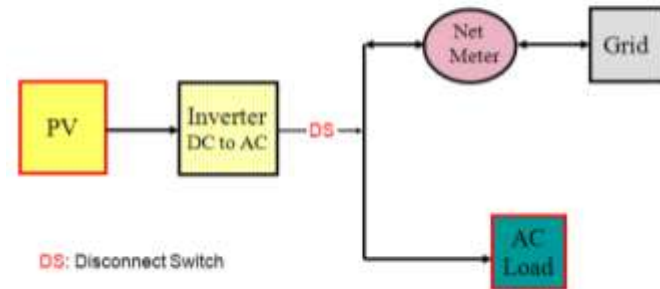 Net
Meter
Grid
PV
Inverter
DC to AC
DS
AC
Load
DS: Disconnect Switch